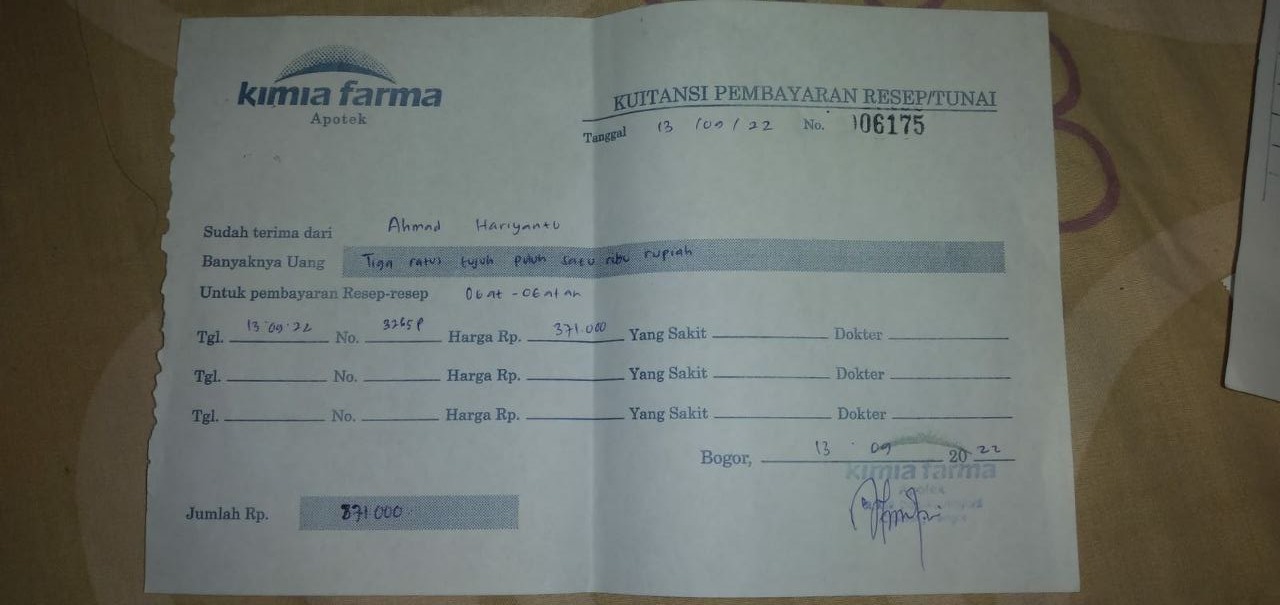 kimia farma
Apotek
KUITANSI PEMBAYARAN RESEP/TUNAI
Tanggal 13 /09/ 22 No. 106175
Sudah terima dari Ahmad Hariyanto
Banyaknya Uang Tiga ratus tujuh puluh satu ribu rupiah
Untuk pembayaran Resep-resep Obat-Obatan
Tgl. 13.09.22 No. Harga Rp. 371.000 Yang Sakit Dokter
Tgl. No. Harga Rp. Yang Sakit Dokter
Tgl. No. Harga Rp. Yang Sakit Dokter
Bogor, 13 09 2022
kimia farma
Apotek
Jumlah Rp. 371.000